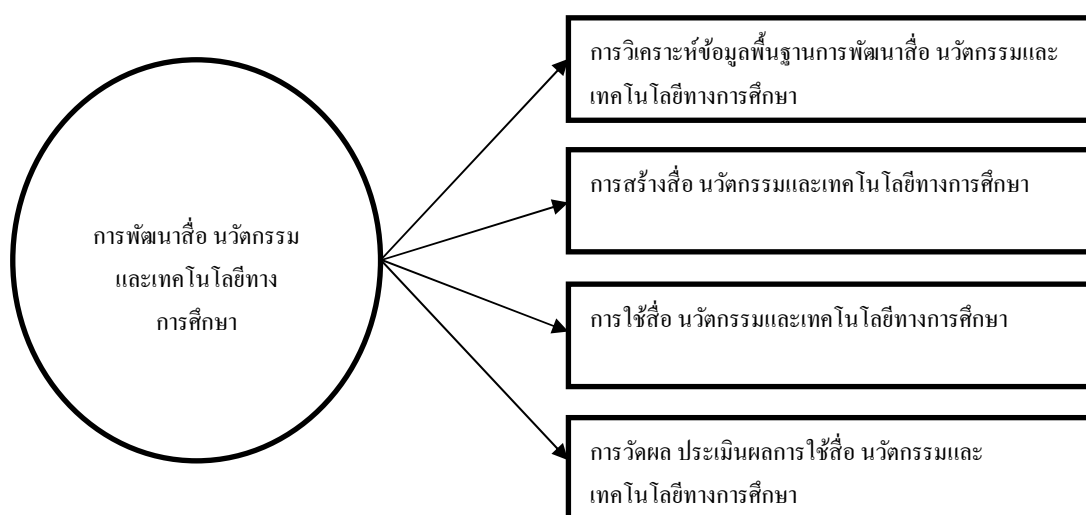 การวิเคราะห์ข้อมูลพื้นฐานการพัฒนาสื่อ นวัตกรรมและ
เทคโนโลยีทางการศึกษา
การสร้างสื่อ นวัตกรรมและเทคโนโลยีทางการศึกษา
การพัฒนาสื่อ นวัตกรรม
และเทคโนโลยีทาง
การศึกษา
การใช้สื่อ นวัตกรรมและเทคโนโลยีทางการศึกษา
การวัดผล ประเมินผลการใช้สื่อ นวัตกรรมและ
เทคโนโลยีทางการศึกษา